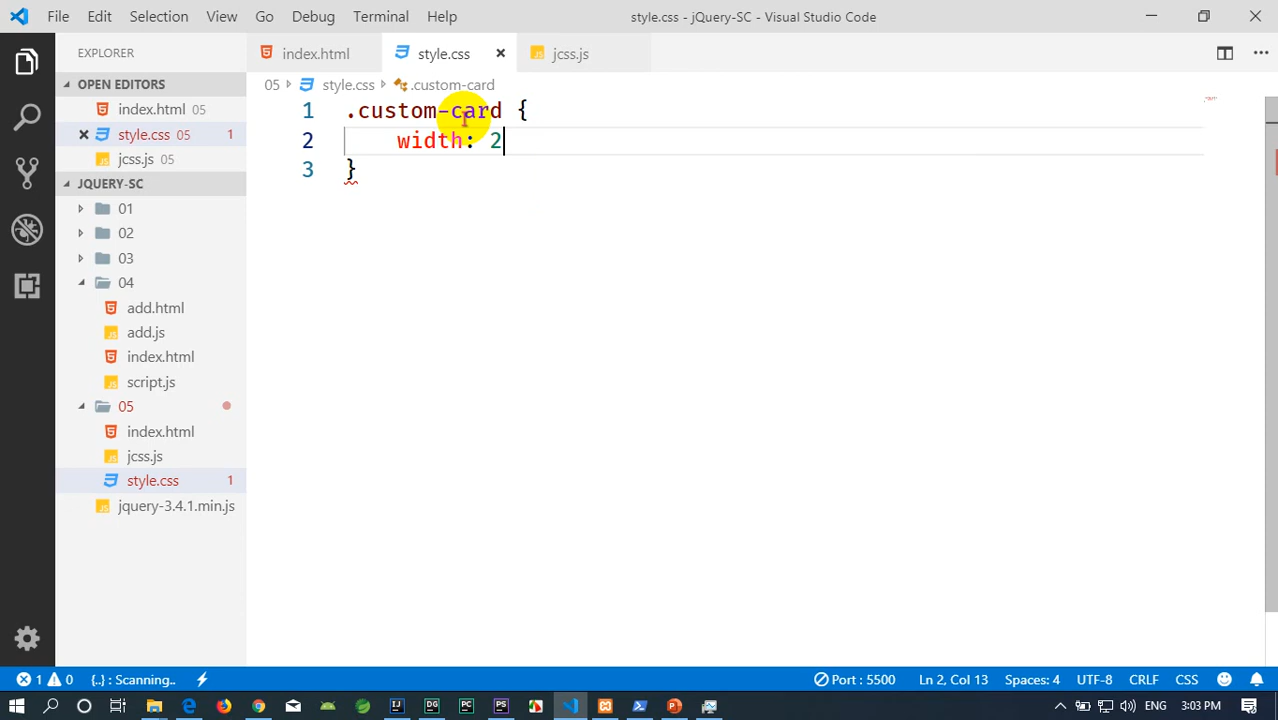 File Edit Selection View Go Debug Terminal Help style.css - jQuery-SC - Visual Studio Code
EXPLORER
OPEN EDITORS
index.html 05
style.css 05 1
jcss.js 05
JQUERY-SC
01
02
03
04
add.html
add.js
index.html
script.js
05
index.html
jcss.js
style.css 1
jquery-3.4.1.min.js
index.html style.css jcss.js
05 style.css .custom-card
1 .custom-card {
2 width: 2
3 }
1 0 {..} : Scanning.. Port : 5500 Ln 2, Col 13 Spaces: 4 UTF-8 CRLF CSS
ENG 3:03 PM